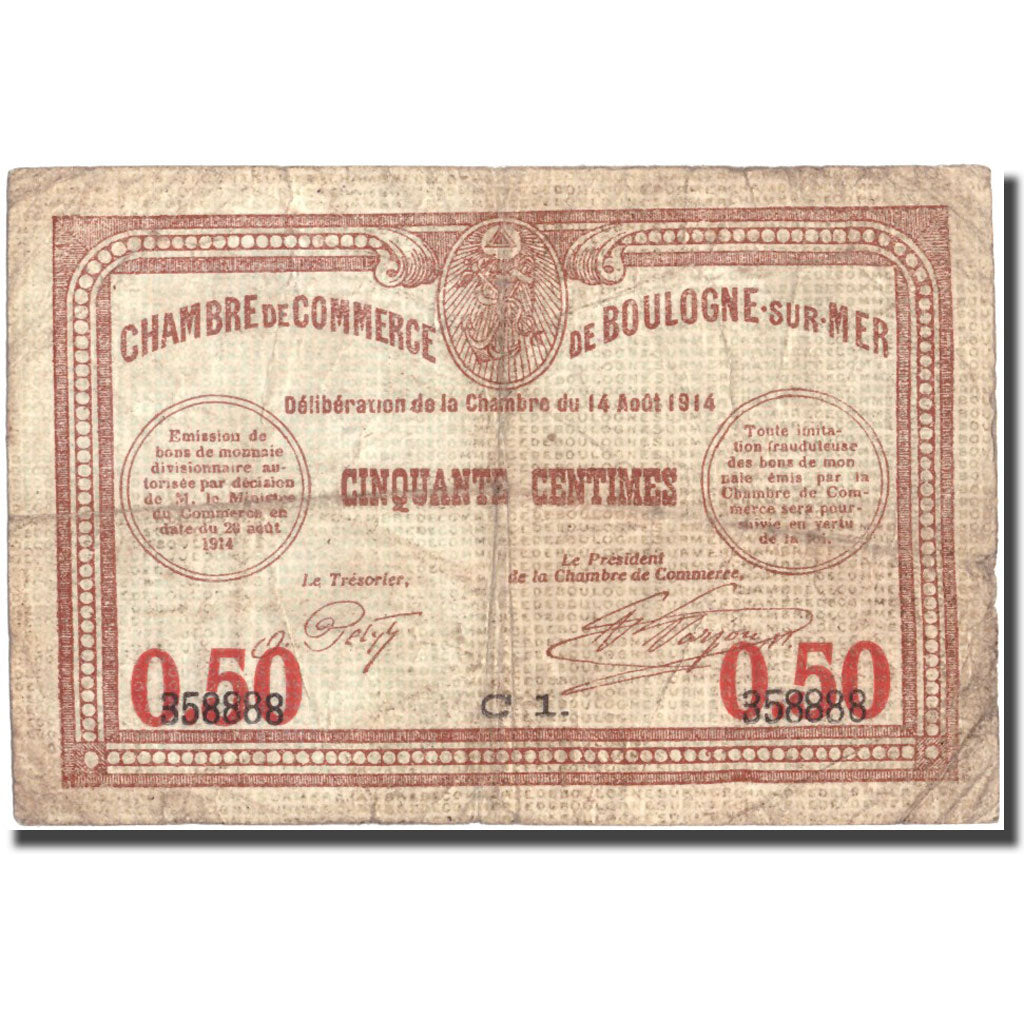 CHAMBRE DE COMMERCE DE BOULOGNE-SUR-MER
Délibération de la Chambre du 14 Août 1914
Emission de
bons de monnaie
divisionnaire au-
torisée par décision
de M. le Ministre
du Commerce en
date du 20 août
1914
CINQUANTE CENTIMES
Toute imita-
tion frauduleuse
des bons de mon
naie émis par la
Chambre de Com-
merce sera pour-
suivie en vertu
de la loi.
Le Trésorier,
Le Président
de la Chambre de Commerce,
0.50
358888
C 1.
0.50
358888